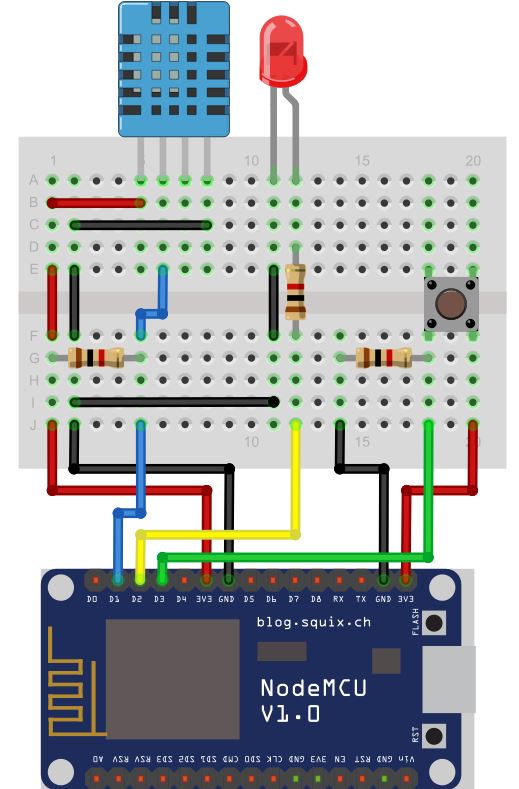 1 5 10 15 20
A
B
C
D
E
F
G
H
I
J
10 15 20
D0 D1 D2 D3 D4 3V3 GND D5 D6 D7 D8 RX TX GND 3V3
blog.squix.ch
FLASH
NodeMCU
V1.0
RST
A0 RSV RSV SD3 SD2 SD1 CMD SD0 CLK GND 3V3 EN RST GND Vin